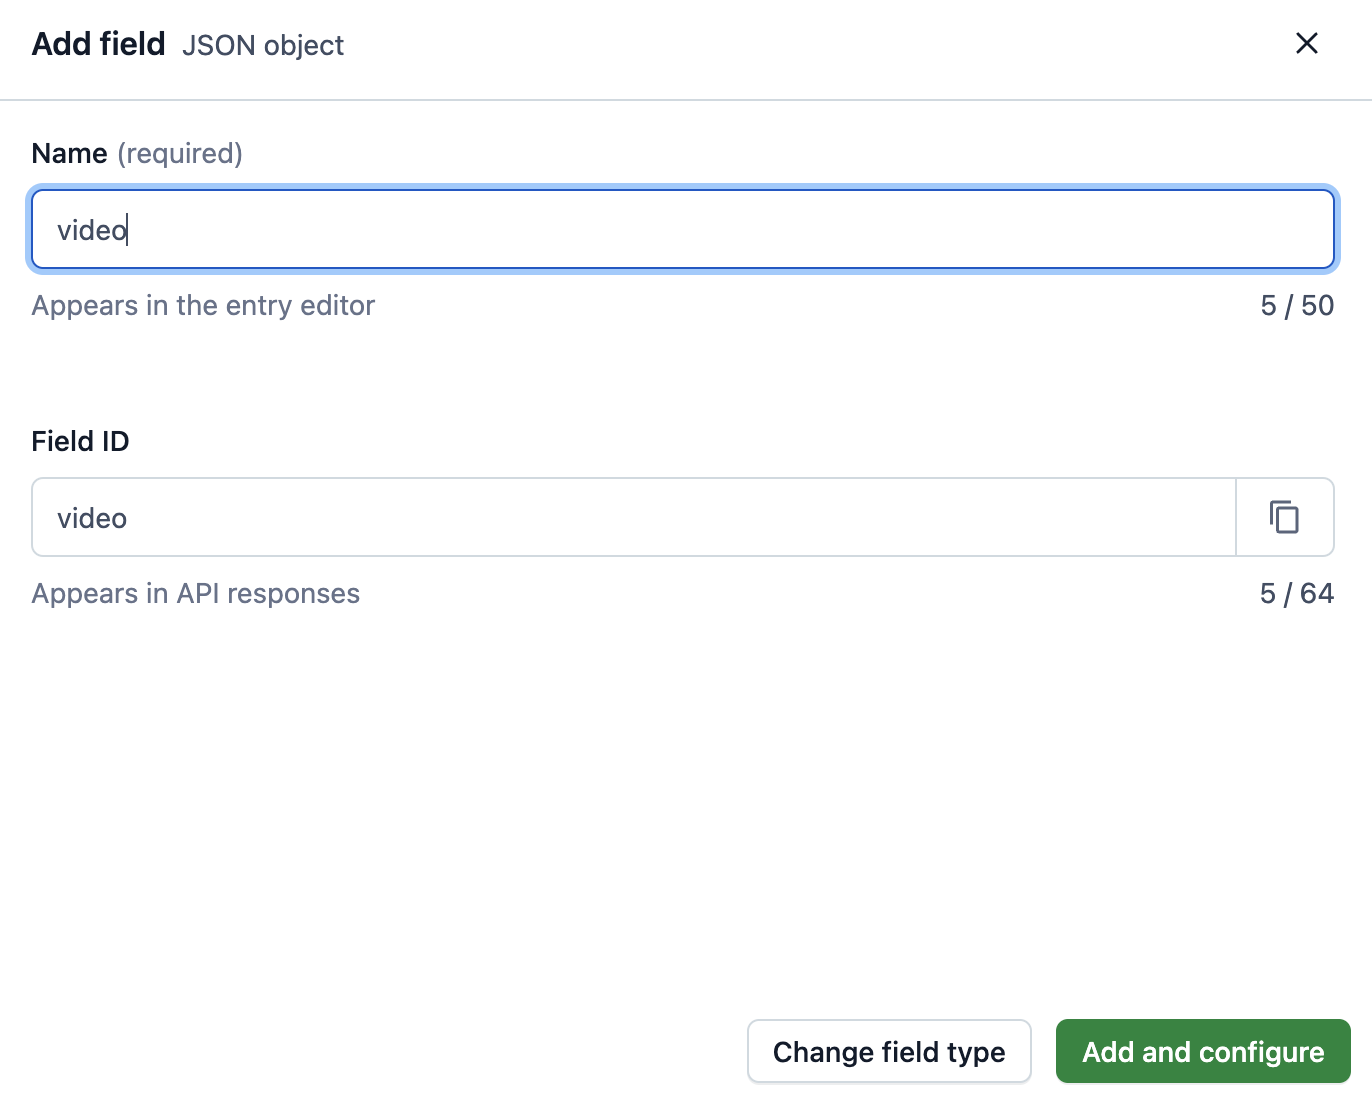 Add field JSON object
Name (required)
video
Appears in the entry editor 5 / 50
Field ID
video
Appears in API responses 5 / 64
Change field type Add and configure